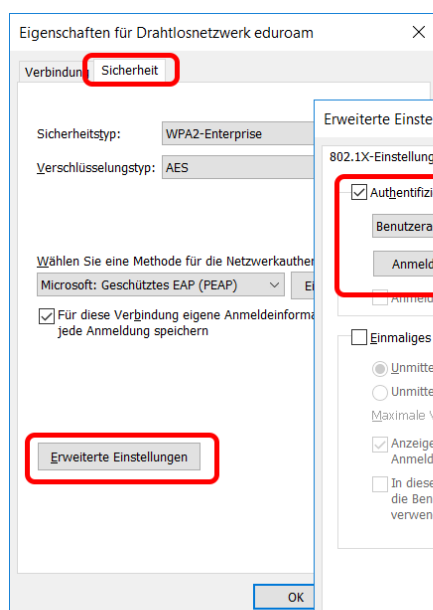 Eigenschaften für Drahtlosnetzwerk eduroam
Verbindung
Sicherheit
Sicherheitstyp:
WPA2-Enterprise
Verschlüsselungstyp:
AES
Wählen Sie eine Methode für die Netzwerkauther
Microsoft: Geschütztes EAP (PEAP)
Ei
Für diese Verbindung eigene Anmeldeinforma
jede Anmeldung speichern
Erweiterte Einstellungen
OK
Erweiterte Einste
802.1X-Einstellung
Authentifizi
Benutzera
Anmeld
Anmeld
Einmaliges
Unmitte
Unmitte
Maximale V
Anzeige
Anmeld
In diese
die Ben
verwen